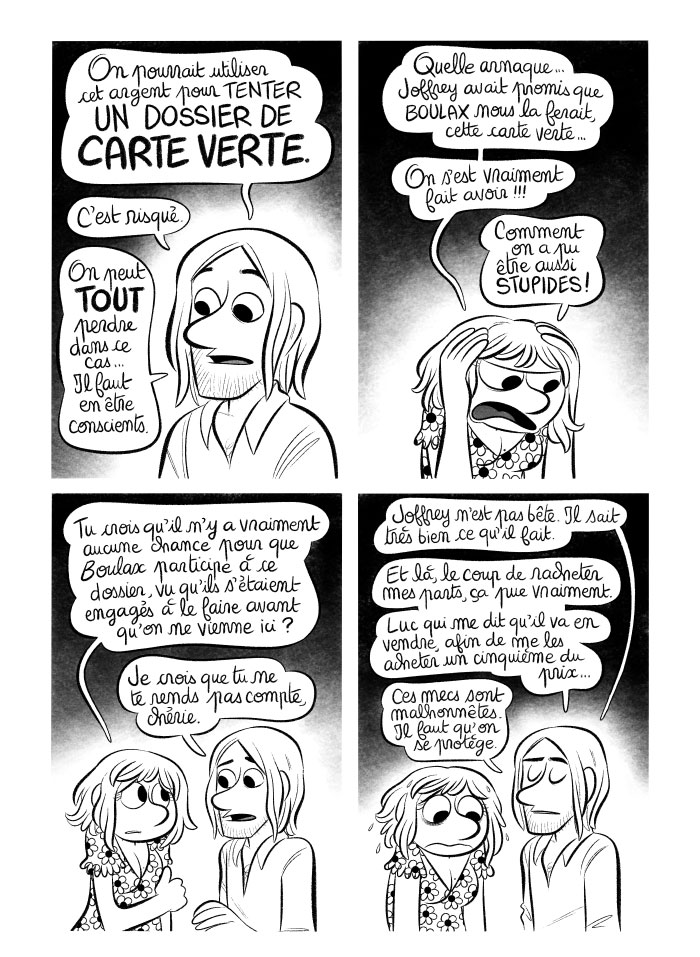 On pourrait utiliser
cet argent pour TENTER
UN DOSSIER DE
CARTE VERTE.
C'est risqué.
On peut
TOUT
perdre
dans ce
cas...
Il faut
en être
conscients.
Quelle arnaque...
Joffrey avait promis que
BOULAX nous la ferait,
cette carte verte...
On s'est vraiment
fait avoir !!!
Comment
on a pu
être aussi
STUPIDES !
Tu crois qu'il n'y a vraiment
aucune chance pour que
Boulax participe à ce
dossier, vu qu'ils s'étaient
engagés à le faire avant
qu'on ne vienne ici ?
Je crois que tu ne
te rends pas compte,
chérie.
Joffrey n'est pas bête. Il sait
très bien ce qu'il fait.
Et là, le coup de racheter
mes parts, ça pue vraiment.
Luc qui me dit qu'il va en
vendre, afin de me les
acheter un cinquième du
prix...
Ces mecs sont
malhonnêtes.
Il faut qu'on
se protège.